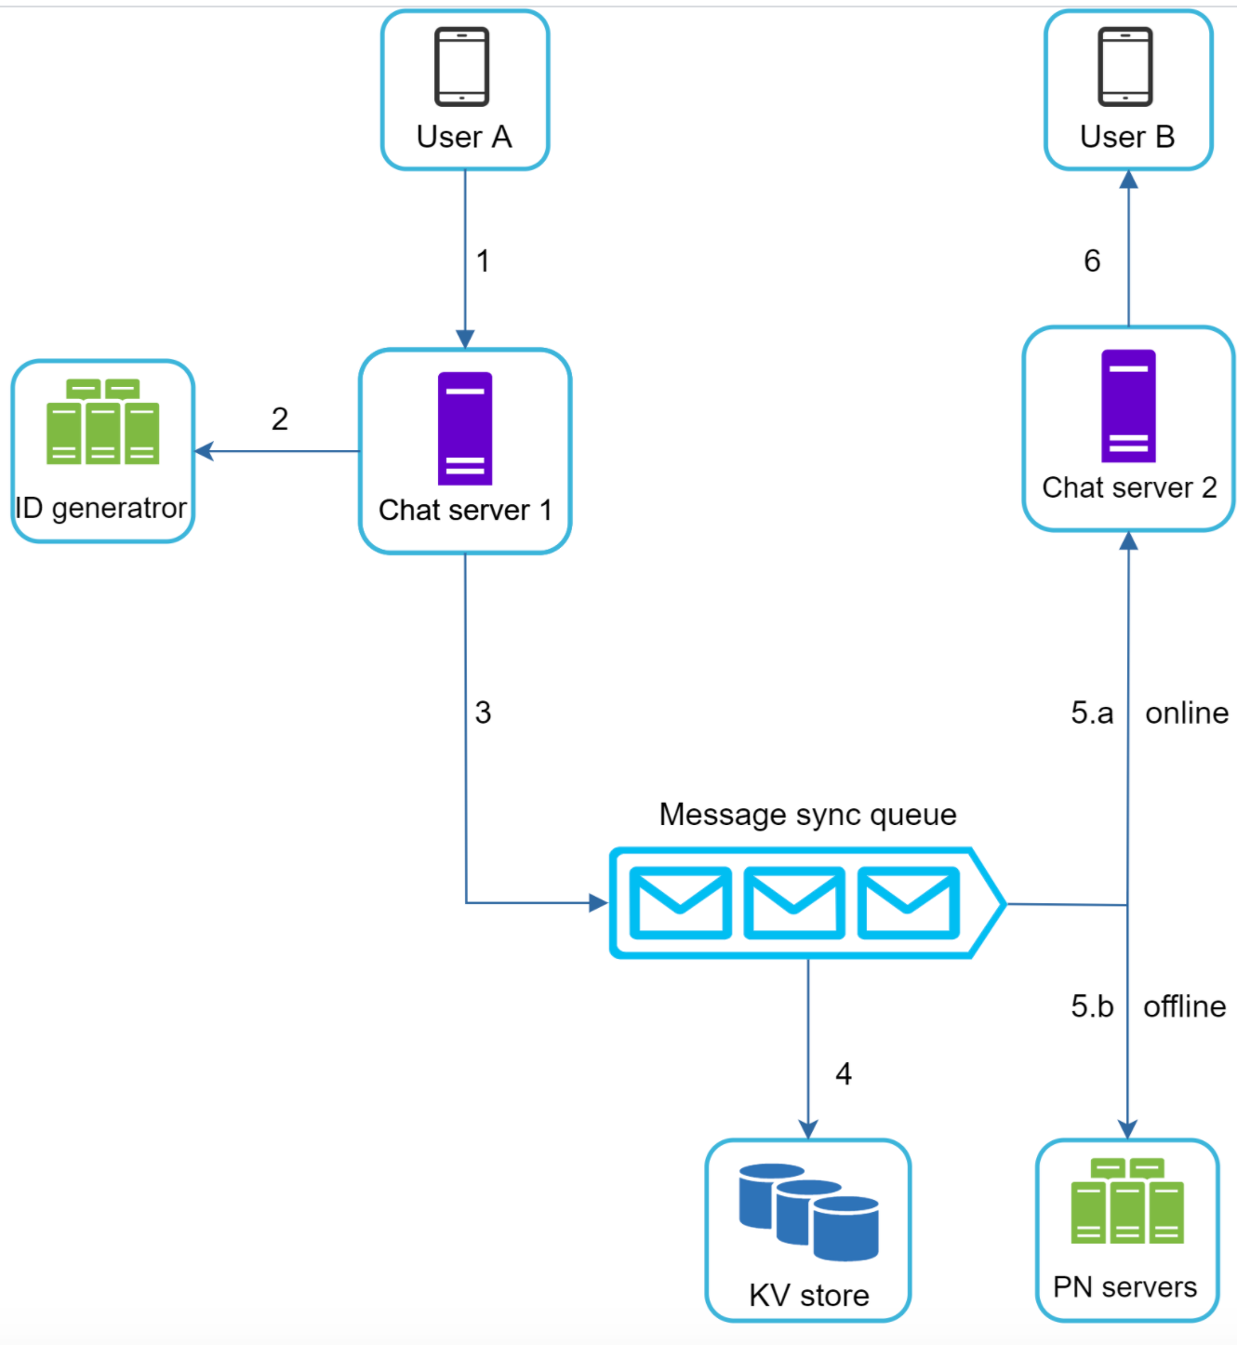 User A
User B
1
6
2
ID generatror
Chat server 1
Chat server 2
3
5.a online
Message sync queue
5.b offline
4
KV store
PN servers